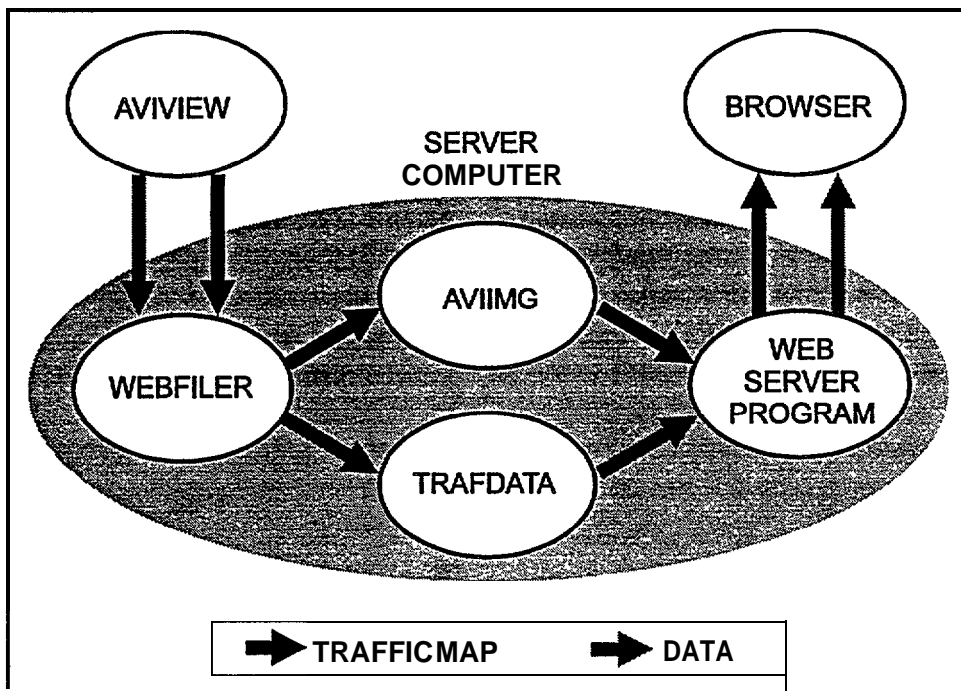 AVIVIEW
BROWSER
SERVER
COMPUTER
AVIIMG
WEBFILER
WEB
SERVER
PROGRAM
TRAFDATA
TRAFFICMAP
DATA